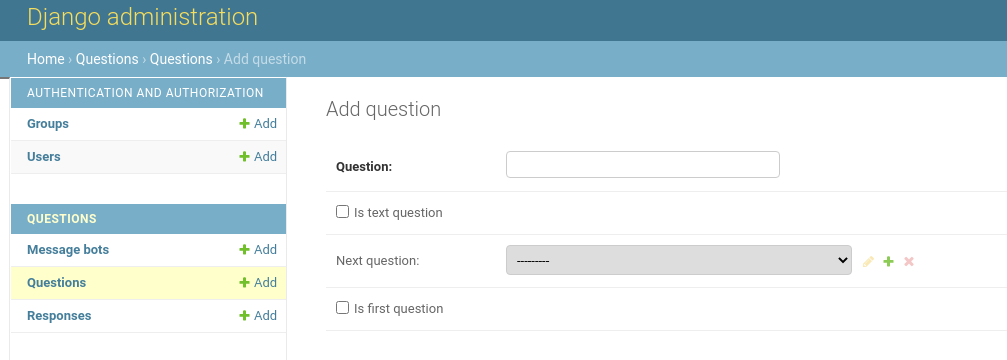 Django administration
Home › Questions › Questions › Add question
AUTHENTICATION AND AUTHORIZATION
Groups + Add
Users + Add
QUESTIONS
Message bots + Add
Questions + Add
Responses + Add
Add question
Question:
Is text question
Next question: ---------
Is first question